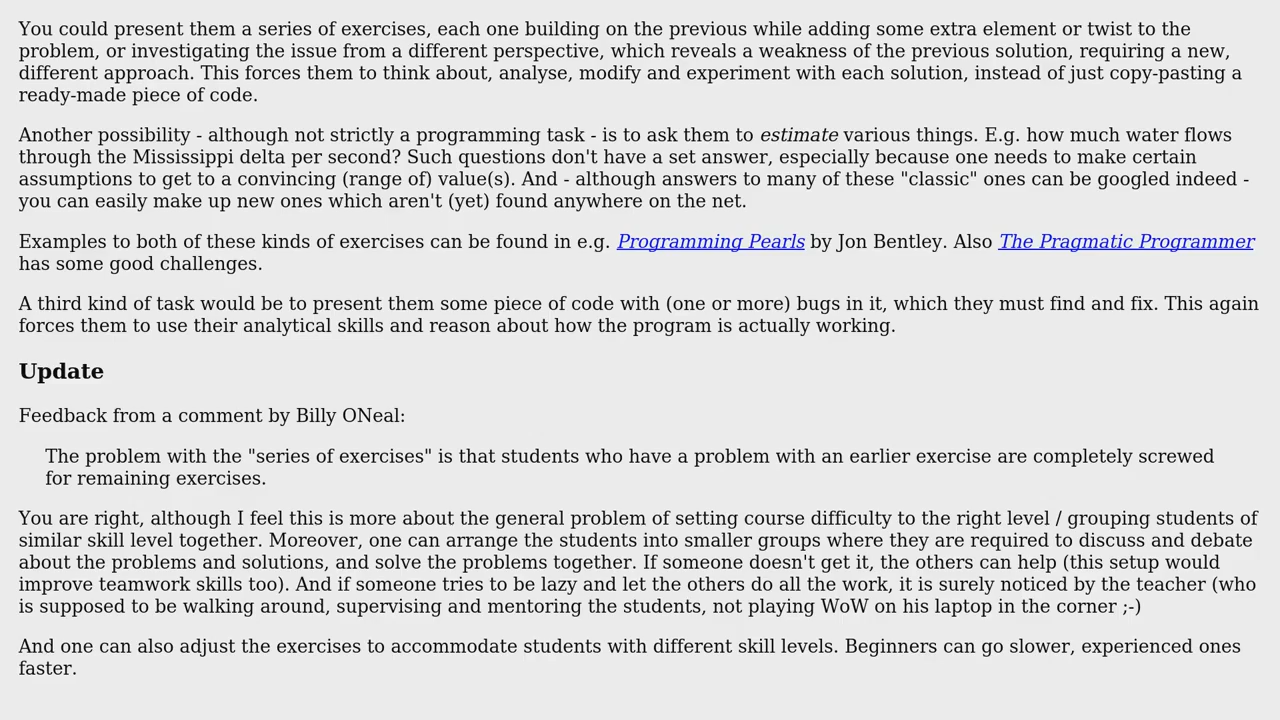 You could present them a series of exercises, each one building on the previous while adding some extra element or twist to the
problem, or investigating the issue from a different perspective, which reveals a weakness of the previous solution, requiring a new,
different approach. This forces them to think about, analyse, modify and experiment with each solution, instead of just copy-pasting a
ready-made piece of code.
Another possibility - although not strictly a programming task - is to ask them to estimate various things. E.g. how much water flows
through the Mississippi delta per second? Such questions don't have a set answer, especially because one needs to make certain
assumptions to get to a convincing (range of) value(s). And - although answers to many of these "classic" ones can be googled indeed -
you can easily make up new ones which aren't (yet) found anywhere on the net.
Examples to both of these kinds of exercises can be found in e.g. Programming Pearls by Jon Bentley. Also The Pragmatic Programmer
has some good challenges.
A third kind of task would be to present them some piece of code with (one or more) bugs in it, which they must find and fix. This again
forces them to use their analytical skills and reason about how the program is actually working.
Update
Feedback from a comment by Billy ONeal:
The problem with the "series of exercises" is that students who have a problem with an earlier exercise are completely screwed
for remaining exercises.
You are right, although I feel this is more about the general problem of setting course difficulty to the right level / grouping students of
similar skill level together. Moreover, one can arrange the students into smaller groups where they are required to discuss and debate
about the problems and solutions, and solve the problems together. If someone doesn't get it, the others can help (this setup would
improve teamwork skills too). And if someone tries to be lazy and let the others do all the work, it is surely noticed by the teacher (who
is supposed to be walking around, supervising and mentoring the students, not playing WoW on his laptop in the corner ;-)
And one can also adjust the exercises to accommodate students with different skill levels. Beginners can go slower, experienced ones
faster.